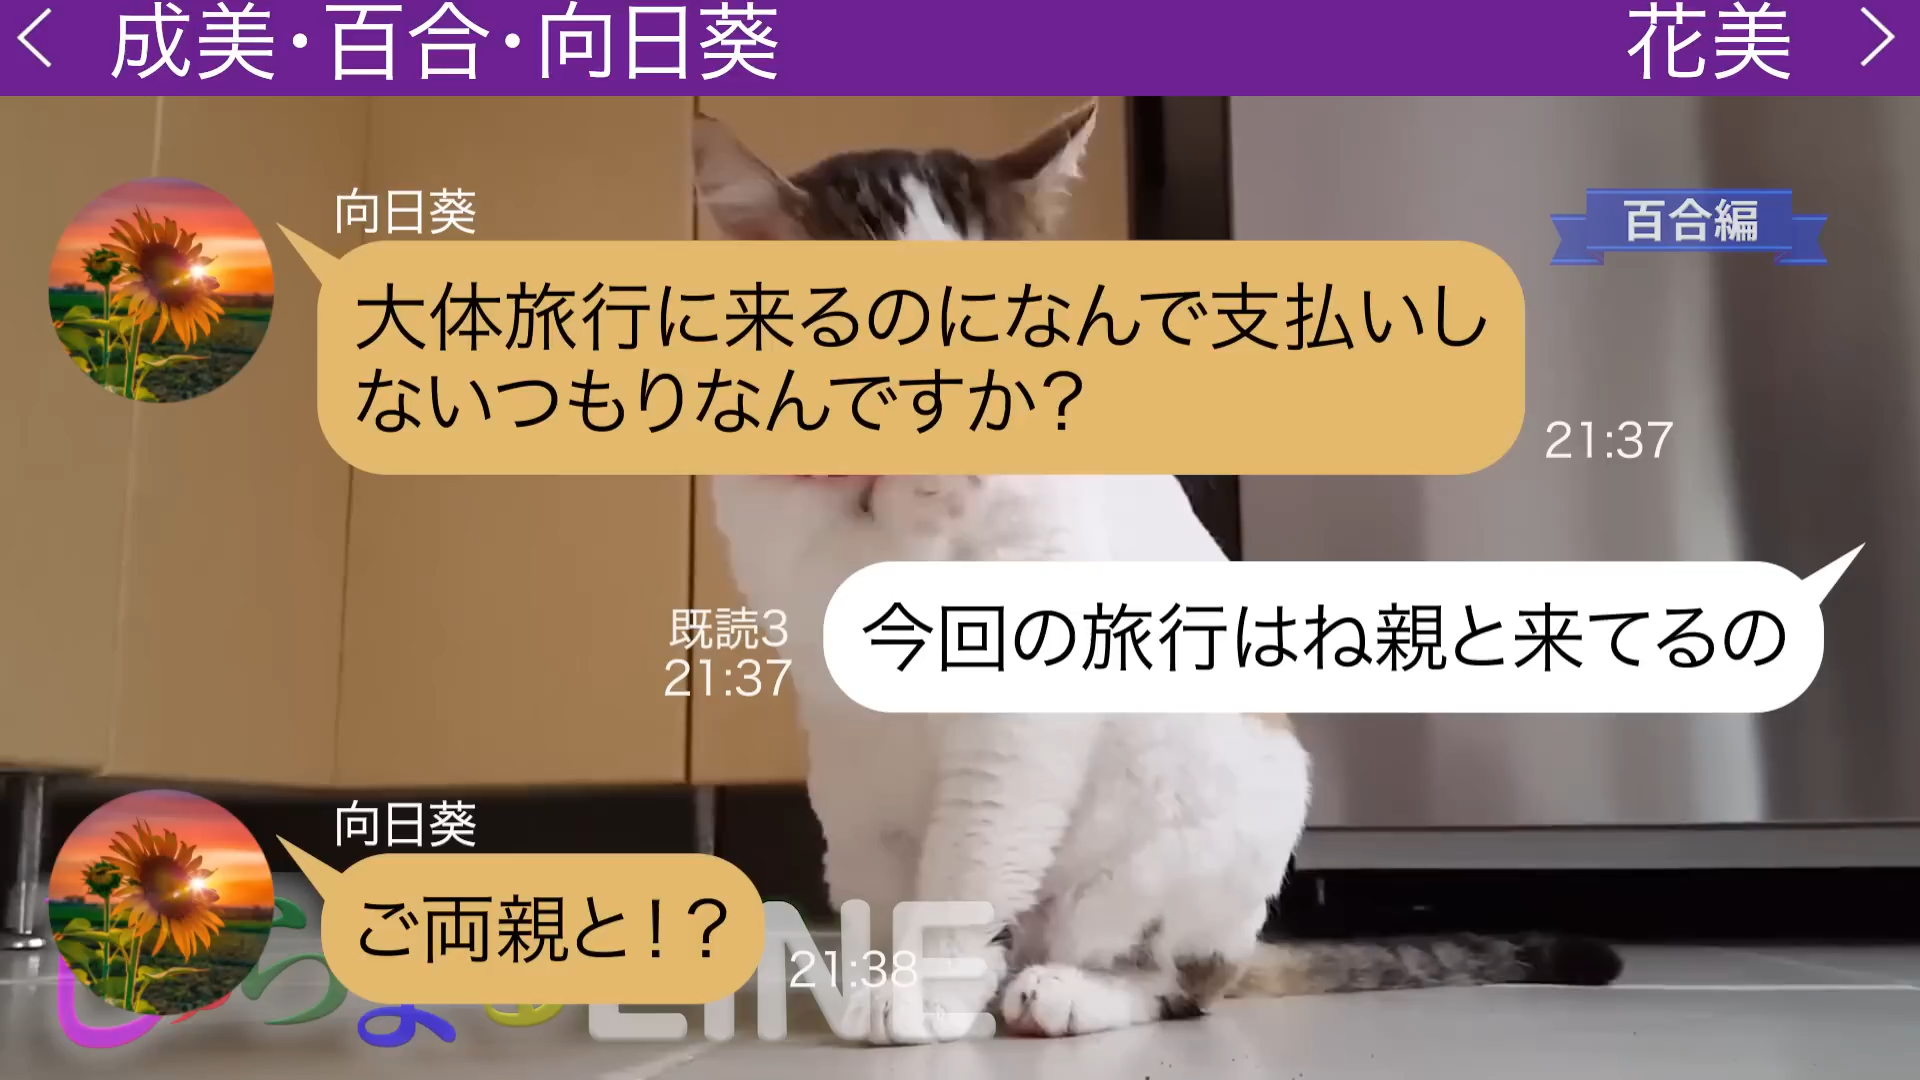 成美・百合・向日葵
花美
百合編
向日葵
大体旅行に来るのになんで支払いし
ないつもりなんですか？
21:37
今回の旅行はね親と来てるの
既読3
21:37
向日葵
ご両親と！？
21:38
LINE